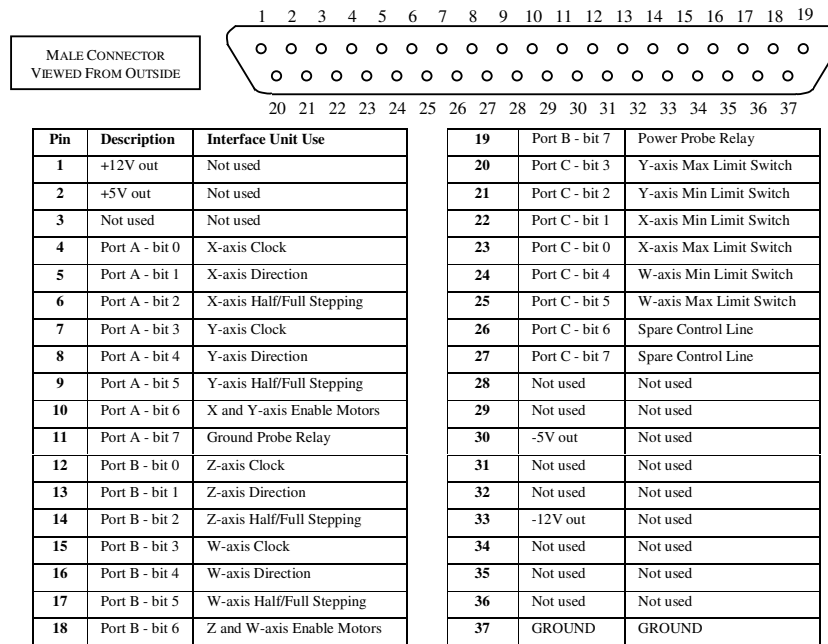 1 2 3 4 5 6 7 8 9 10 11 12 13 14 15 16 17 18 19
MALE CONNECTOR
VIEWED FROM OUTSIDE
20 21 22 23 24 25 26 27 28 29 30 31 32 33 34 35 36 37
Pin Description Interface Unit Use
1 +12V out Not used
2 +5V out Not used
3 Not used Not used
4 Port A - bit 0 X-axis Clock
5 Port A - bit 1 X-axis Direction
6 Port A - bit 2 X-axis Half/Full Stepping
7 Port A - bit 3 Y-axis Clock
8 Port A - bit 4 Y-axis Direction
9 Port A - bit 5 Y-axis Half/Full Stepping
10 Port A - bit 6 X and Y-axis Enable Motors
11 Port A - bit 7 Ground Probe Relay
12 Port B - bit 0 Z-axis Clock
13 Port B - bit 1 Z-axis Direction
14 Port B - bit 2 Z-axis Half/Full Stepping
15 Port B - bit 3 W-axis Clock
16 Port B - bit 4 W-axis Direction
17 Port B - bit 5 W-axis Half/Full Stepping
18 Port B - bit 6 Z and W-axis Enable Motors
19 Port B - bit 7 Power Probe Relay
20 Port C - bit 3 Y-axis Max Limit Switch
21 Port C - bit 2 Y-axis Min Limit Switch
22 Port C - bit 1 X-axis Min Limit Switch
23 Port C - bit 0 X-axis Max Limit Switch
24 Port C - bit 4 W-axis Min Limit Switch
25 Port C - bit 5 W-axis Max Limit Switch
26 Port C - bit 6 Spare Control Line
27 Port C - bit 7 Spare Control Line
28 Not used Not used
29 Not used Not used
30 -5V out Not used
31 Not used Not used
32 Not used Not used
33 -12V out Not used
34 Not used Not used
35 Not used Not used
36 Not used Not used
37 GROUND GROUND